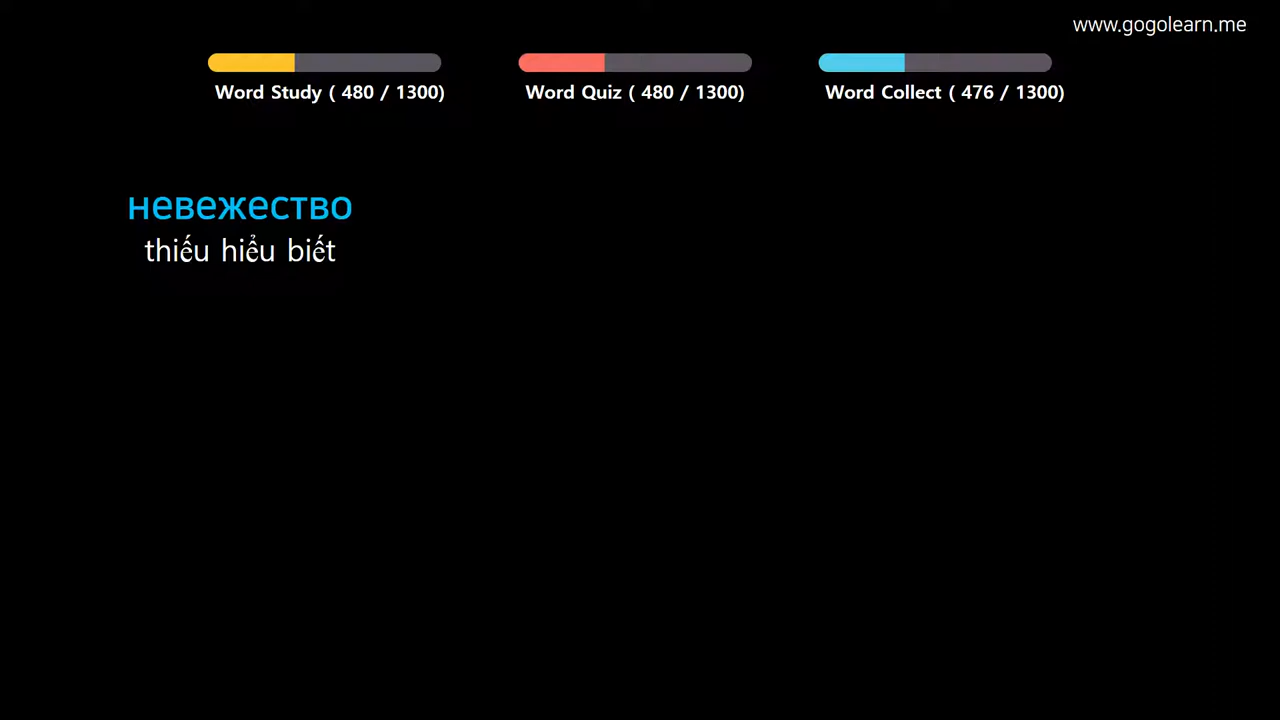 www.gogolearn.me
Word Study ( 480 / 1300)
Word Quiz ( 480 / 1300)
Word Collect ( 476 / 1300)
невежество
thiếu hiểu biết